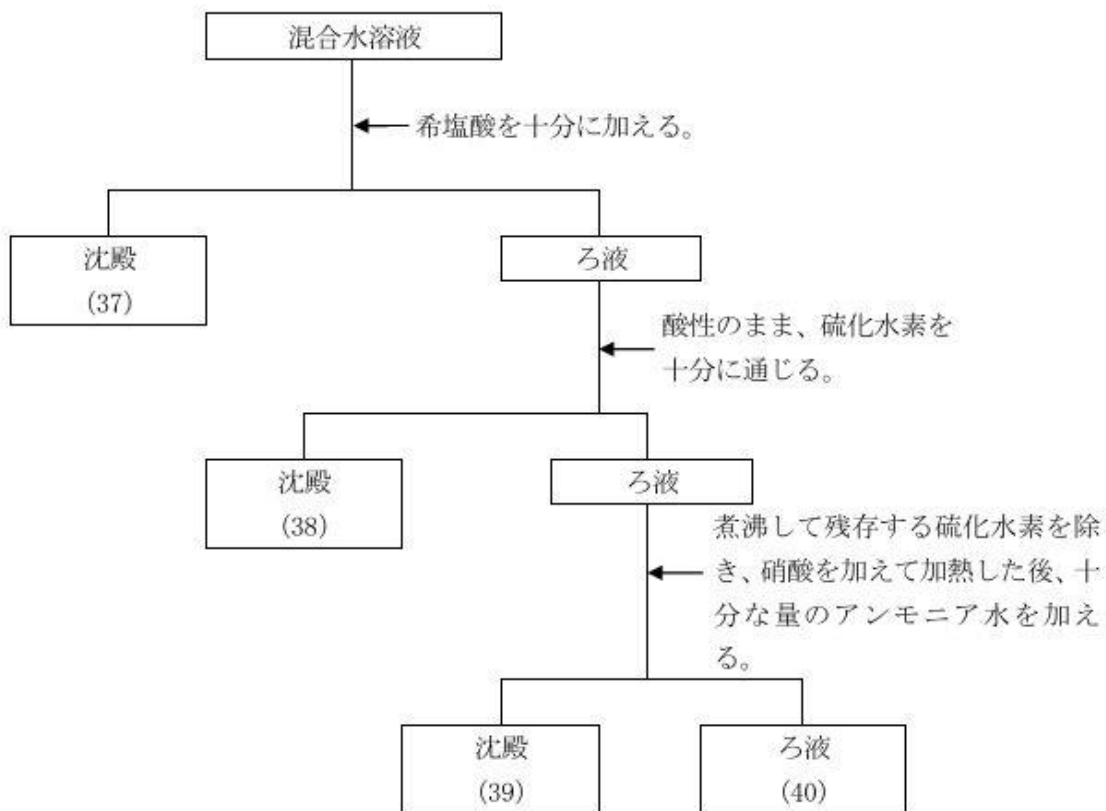 混合水溶液
希塩酸を十分に加える。
沈殿
(37)
ろ液
酸性のまま、硫化水素を
十分に通じる。
沈殿
(38)
ろ液
煮沸して残存する硫化水素を除
き、硝酸を加えて加熱した後、十
分な量のアンモニア水を加え
る。
沈殿
(39)
ろ液
(40)